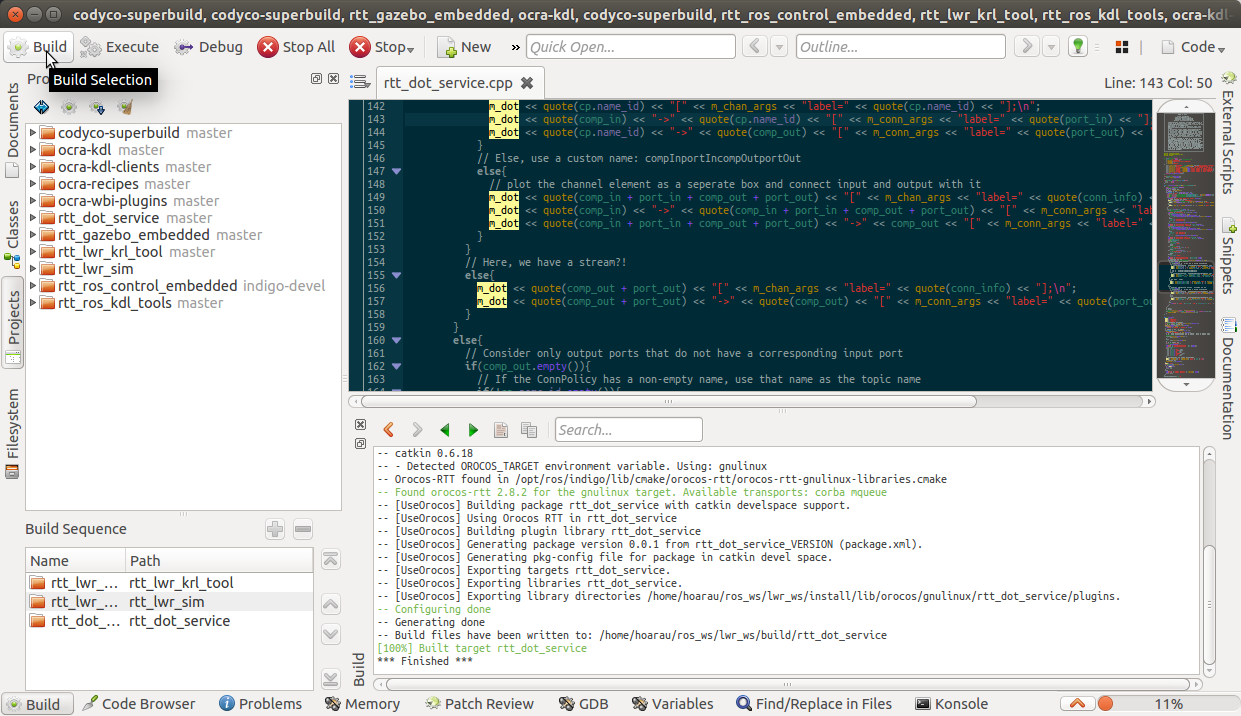 codyco-superbuild, codyco-superbuild, rtt_gazebo_embedded, ocra-kdl, codyco-superbuild, rtt_ros_control_embedded, rtt_lwr_krl_tool, rtt_ros_kdl_tools, ocra-kdl-
Build Execute Debug Stop All Stop New » Quick Open... Outline... Code
Build Selection
Pro
rtt_dot_service.cpp Line: 143 Col: 50
Documents
Classes
Projects
Filesystem
codyco-superbuild master
ocra-kdl master
ocra-kdl-clients master
ocra-recipes master
ocra-wbi-plugins master
rtt_dot_service master
rtt_gazebo_embedded master
rtt_lwr_krl_tool master
rtt_lwr_sim
rtt_ros_control_embedded indigo-devel
rtt_ros_kdl_tools master
142 m_dot << quote(cp.name_id) << "[" << m_chan_args << "label=" << quote(cp.name_id) << "];\n";
143 m_dot << quote(comp_in) << "->" << quote(cp.name_id) << "[" << m_conn_args << "label=" << quote(port_in) << "];
144 m_dot << quote(cp.name_id) << "->" << quote(comp_out) << "[" << m_conn_args << "label=" << quote(port_out) <<
145 }
146 // Else, use a custom name: compInportIncompOutportOut
147 else{
148 // plot the channel element as a seperate box and connect input and output with it
149 m_dot << quote(comp_in + port_in + comp_out + port_out) << "[" << m_chan_args << "label=" << quote(conn_info)
150 m_dot << quote(comp_in) << "->" << quote(comp_in + port_in + comp_out + port_out) << "[" << m_conn_args << "lab
151 m_dot << quote(comp_in + port_in + comp_out + port_out) << "->" << comp_out << "[" << m_conn_args << "label=" <
152 }
153 }
154 // Here, we have a stream?!
155 else{
156 m_dot << quote(comp_out + port_out) << "[" << m_chan_args << "label=" << quote(conn_info) << "];\n";
157 m_dot << quote(comp_out + port_out) << "->" << quote(comp_out) << "[" << m_conn_args << "label=" << quote(port_ou
158 }
159 }
160 else{
161 // Consider only output ports that do not have a corresponding input port
162 if(comp_out.empty()){
163 // If the ConnPolicy has a non-empty name, use that name as the topic name
External Scripts
Snippets
Documentation
Search...
-- catkin 0.6.18
-- - Detected OROCOS_TARGET environment variable. Using: gnulinux
-- Orocos-RTT found in /opt/ros/indigo/lib/cmake/orocos-rtt/orocos-rtt-gnulinux-libraries.cmake
-- Found orocos-rtt 2.8.2 for the gnulinux target. Available transports: corba mqueue
-- [UseOrocos] Building package rtt_dot_service with catkin develspace support.
-- [UseOrocos] Using Orocos RTT in rtt_dot_service
-- [UseOrocos] Building plugin library rtt_dot_service
-- [UseOrocos] Generating package version 0.0.1 from rtt_dot_service_VERSION (package.xml).
-- [UseOrocos] Generating pkg-config file for package in catkin devel space.
-- [UseOrocos] Exporting targets rtt_dot_service.
-- [UseOrocos] Exporting libraries rtt_dot_service.
-- [UseOrocos] Exporting library directories /home/hoarau/ros_ws/lwr_ws/install/lib/orocos/gnulinux/rtt_dot_service/plugins.
-- Configuring done
-- Generating done
-- Build files have been written to: /home/hoarau/ros_ws/lwr_ws/build/rtt_dot_service
[100%] Built target rtt_dot_service
*** Finished ***
Build
Build Sequence
Name Path
rtt_lwr_... rtt_lwr_krl_tool
rtt_lwr_... rtt_lwr_sim
rtt_dot_... rtt_dot_service
Build Code Browser Problems Memory Patch Review GDB Variables Find/Replace in Files Konsole 11%